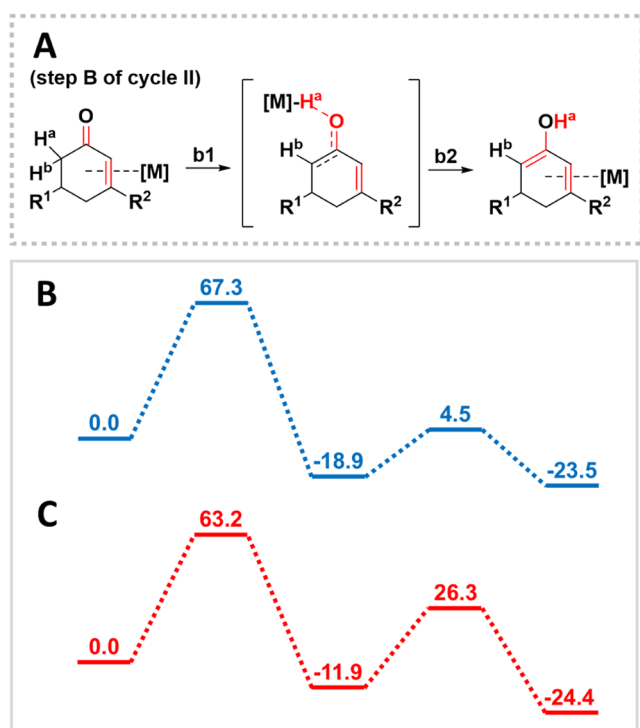 A
(step B of cycle II)
O
Hᵃ
Hᵇ
[M]
R¹
R²
b1
[M]-Hᵃ
O
Hᵇ
R¹
R²
b2
OHᵃ
Hᵇ
[M]
R¹
R²
B
67.3
0.0
-18.9
4.5
-23.5
C
63.2
0.0
-11.9
26.3
-24.4